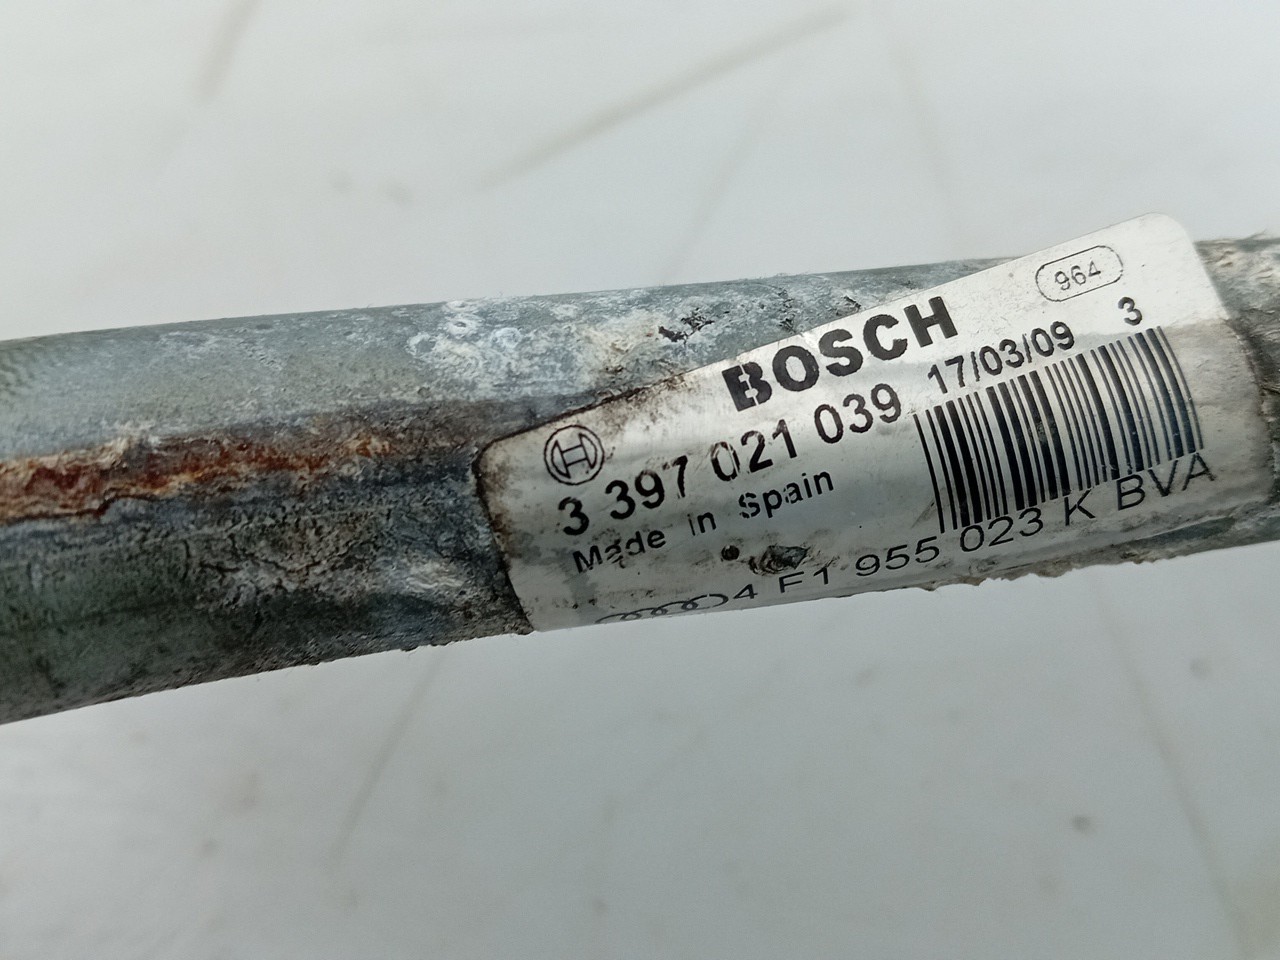 964
BOSCH
3 397 021 039 17/03/09 3
Made in Spain
4 F1 955 023 K BVA